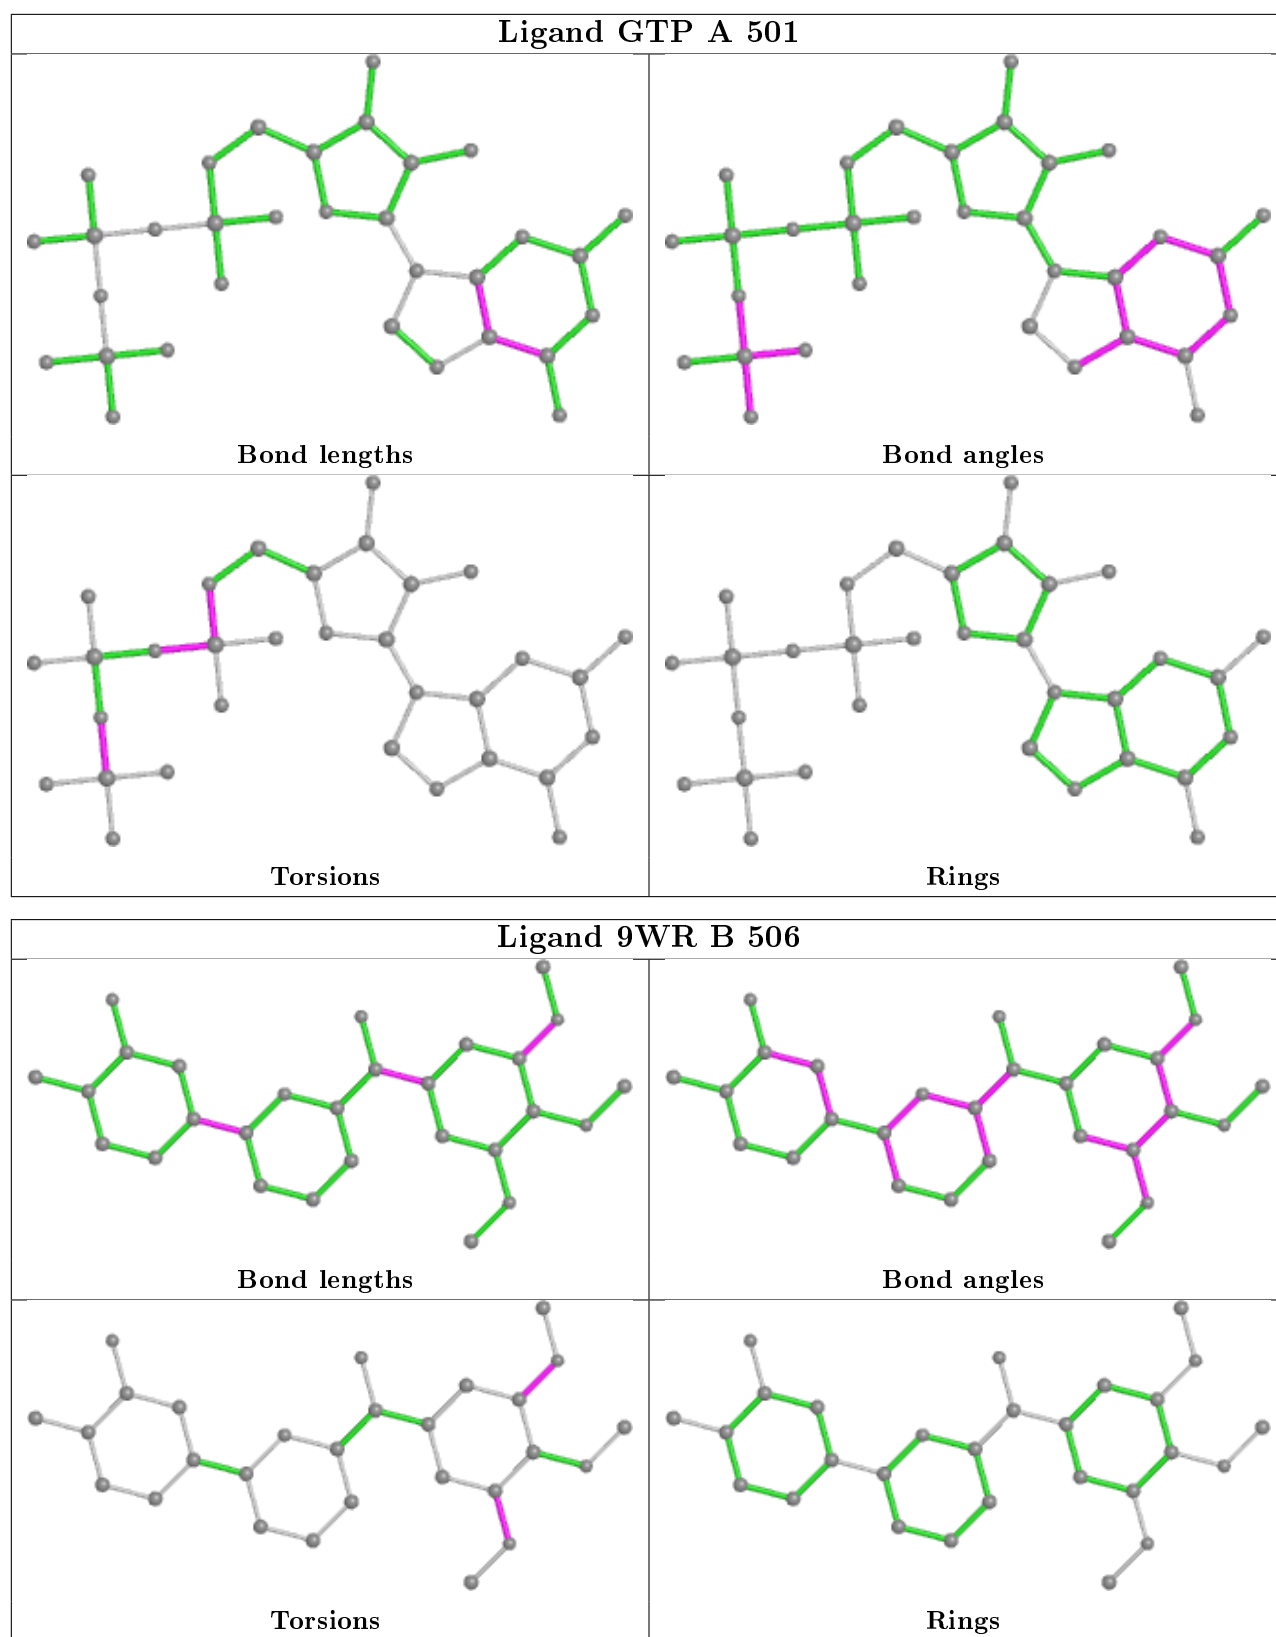 Ligand GTP A 501
Bond lengths
Bond angles
Torsions
Rings
Ligand 9WR B 506
Bond lengths
Bond angles
Torsions
Rings